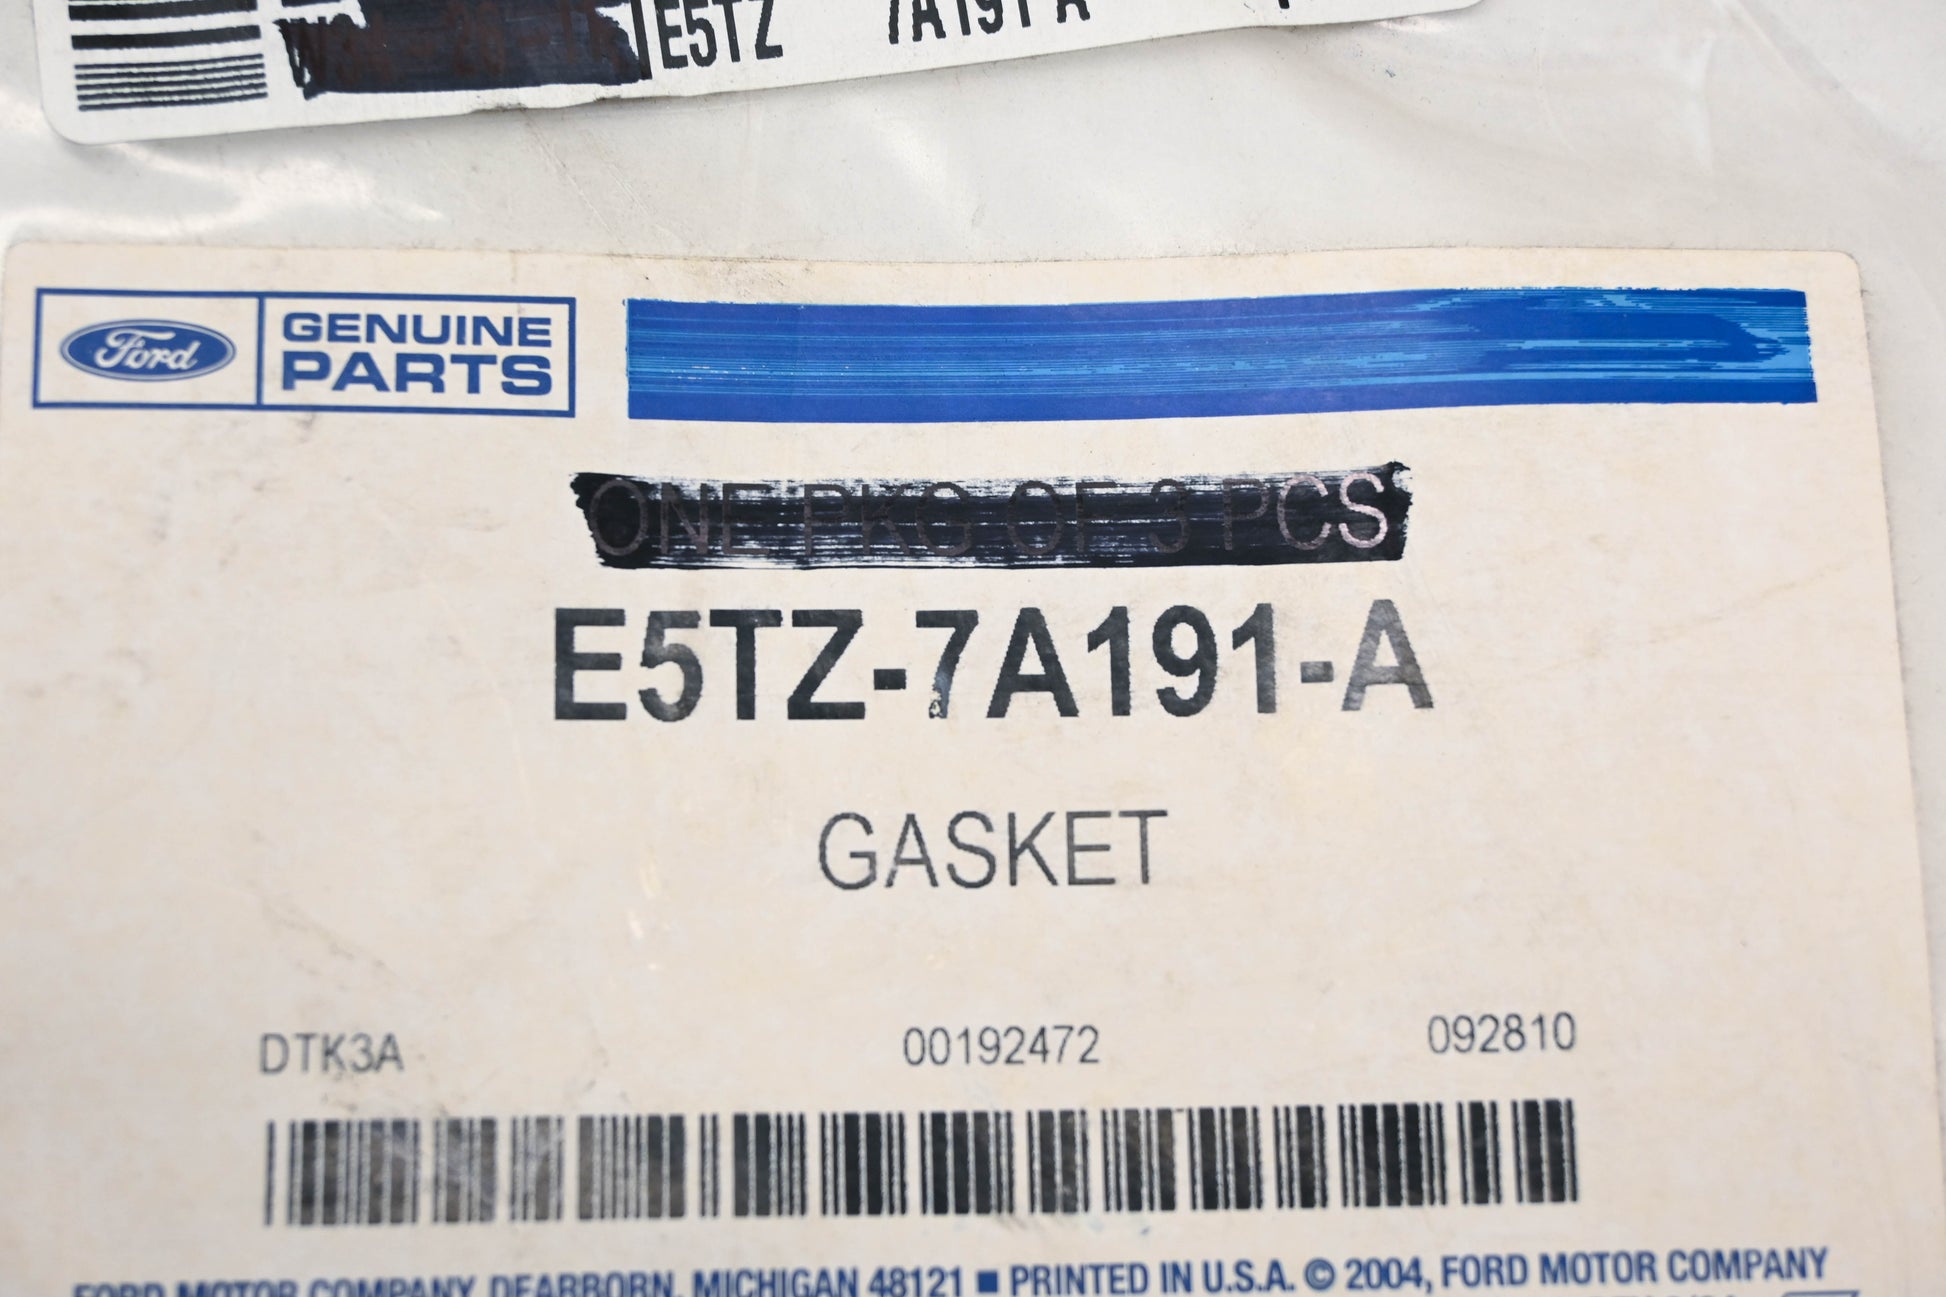 E5TZ 7A191 A
Ford GENUINE PARTS
ONE PKG OF 3 PCS
E5TZ-7A191-A
GASKET
DTK3A 00192472 092810
FORD MOTOR COMPANY, DEARBORN, MICHIGAN 48121 ■ PRINTED IN U.S.A. © 2004, FORD MOTOR COMPANY